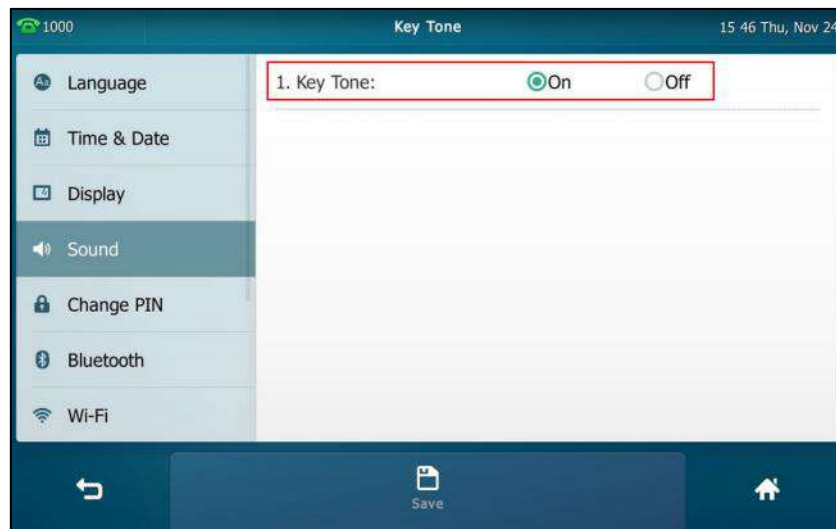 1000
Key Tone
15 46 Thu, Nov 24
Language
Time & Date
Display
Sound
Change PIN
Bluetooth
Wi-Fi
1. Key Tone: On Off
Save